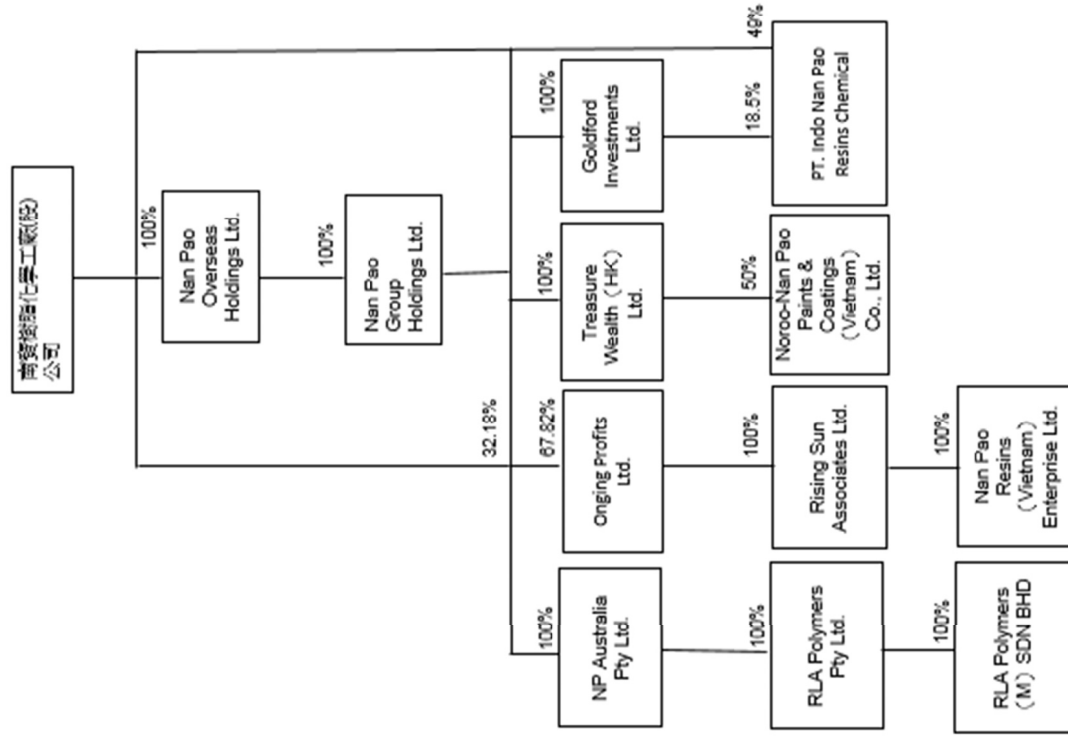 南寶樹脂化學工廠(股)
公司
100%
Nan Pao
Overseas
Holdings Ltd.
100%
Nan Pao
Group
Holdings Ltd.
32.18%
100%
67.82%
100%
100%
49%
NP Australia
Pty Ltd.
Onging Profits
Ltd.
Treasure
Wealth (HK)
Ltd.
Goldford
Investments
Ltd.
100%
100%
50%
18.5%
RLA Polymers
Pty Ltd.
Rising Sun
Associates Ltd.
Noroo-Nan Pao
Paints &
Coatings
(Vietnam)
Co., Ltd.
PT. Indo Nan Pao
Resins Chemical
100%
100%
RLA Polymers
(M) SDN BHD
Nan Pao
Resins
(Vietnam)
Enterprise Ltd.